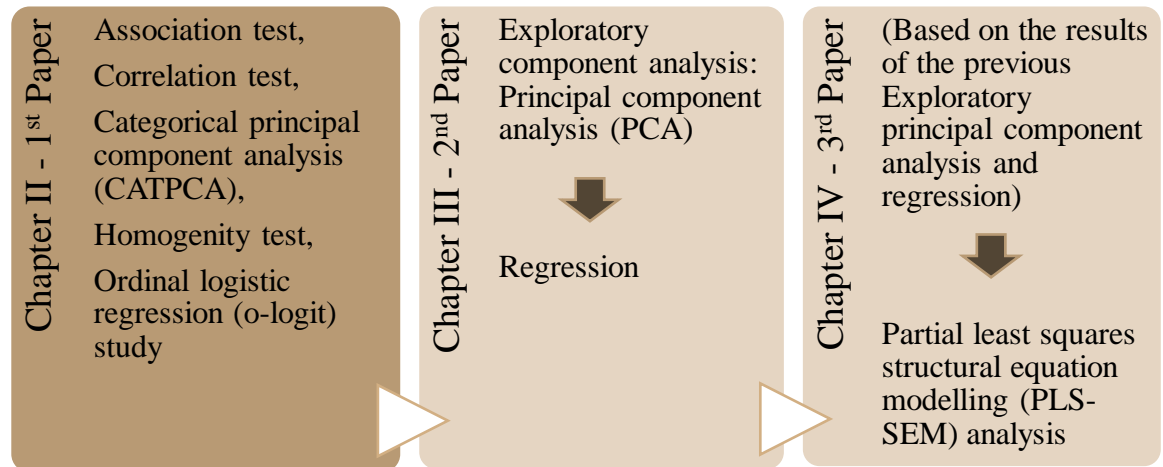 Chapter II - 1st Paper
Association test,
Correlation test,
Categorical principal
component analysis
(CATPCA),
Homogenity test,
Ordinal logistic
regression (o-logit)
study
Chapter III - 2nd Paper
Exploratory
component analysis:
Principal component
analysis (PCA)
Regression
Chapter IV - 3rd Paper
(Based on the results
of the previous
Exploratory
principal component
analysis and
regression)
Partial least squares
structural equation
modelling (PLS-
SEM) analysis